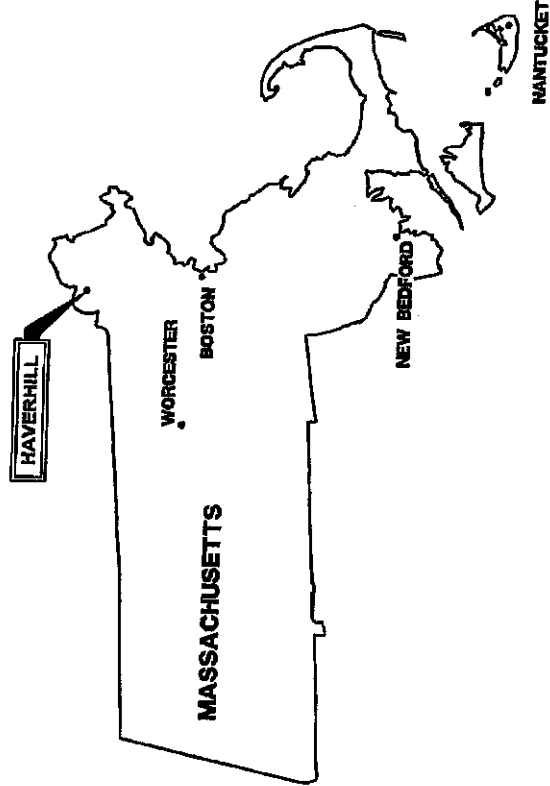 HAVERHILL
WORCESTER
BOSTON
MASSACHUSETTS
NEW BEDFORD
NANTUCKET